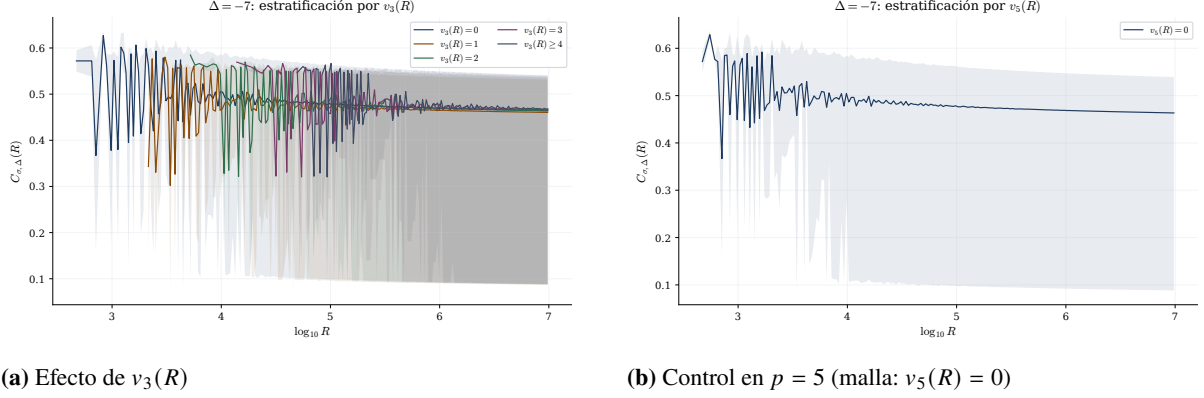 Δ = −7: estratificación por v₃(R)
v₃(R) = 0
v₃(R) = 1
v₃(R) = 2
v₃(R) = 3
v₃(R) ≥ 4
C_{σ,Δ}(R)
0.6
0.5
0.4
0.3
0.2
0.1
3 4 5 6 7
log₁₀ R
(a) Efecto de v₃(R)
Δ = −7: estratificación por v₅(R)
v₅(R) = 0
C_{σ,Δ}(R)
0.6
0.5
0.4
0.3
0.2
0.1
3 4 5 6 7
log₁₀ R
(b) Control en p = 5 (malla: v₅(R) = 0)